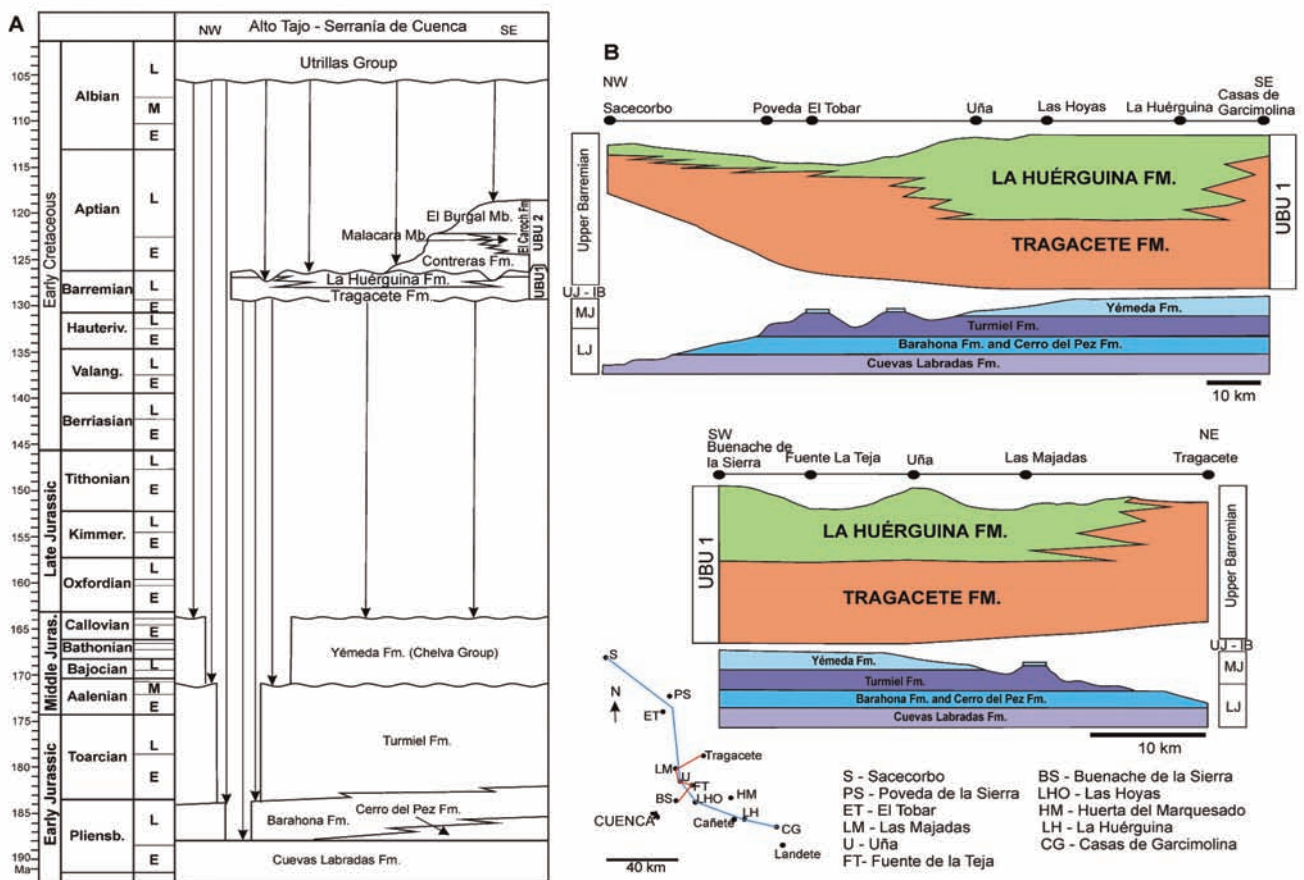 A
Alto Tajo - Serranía de Cuenca
NW
SE
105
110
115
120
125
130
135
140
145
150
155
160
165
170
175
180
185
190
Ma
Early Cretaceous
Late Jurassic
Middle Juras.
Early Jurassic
Albian
L
M
E
Aptian
L
E
Barremian
L
E
Hauteriv.
L
E
Valang.
L
E
Berriasian
L
E
Tithonian
L
E
Kimmer.
L
E
Oxfordian
L
E
Callovian
E
Bathonian
Bajocian
L
Aalenian
M
E
Toarcian
L
E
Pliensb.
L
E
Utrillas Group
El Burgal Mb.
Malacara Mb.
El Caroch Fm
UBU 2
Contreras Fm.
La Huérguina Fm.
Tragacete Fm.
UBU1
Yémeda Fm. (Chelva Group)
Turmiel Fm.
Cerro del Pez Fm.
Barahona Fm.
Cuevas Labradas Fm.
B
NW
SE
Sacecorbo
Poveda
El Tobar
Uña
Las Hoyas
La Huérguina
Casas de
Garcimolina
Upper Barremian
UJ - IB
MJ
LJ
LA HUÉRGUINA FM.
TRAGACETE FM.
UBU 1
Yémeda Fm.
Turmiel Fm.
Barahona Fm. and Cerro del Pez Fm.
Cuevas Labradas Fm.
10 km
SW
NE
Buenache de
la Sierra
Fuente La Teja
Uña
Las Majadas
Tragacete
UBU 1
LA HUÉRGUINA FM.
TRAGACETE FM.
Upper Barremian
UJ - IB
MJ
LJ
Yémeda Fm.
Turmiel Fm.
Barahona Fm. and Cerro del Pez Fm.
Cuevas Labradas Fm.
10 km
S
N
PS
ET
Tragacete
LM
U
FT
BS
LHO
HM
CUENCA
Cañete
LH
CG
Landete
40 km
S - Sacecorbo
PS - Poveda de la Sierra
ET - El Tobar
LM - Las Majadas
U - Uña
FT- Fuente de la Teja
BS - Buenache de la Sierra
LHO - Las Hoyas
HM - Huerta del Marquesado
LH - La Huérguina
CG - Casas de Garcimolina